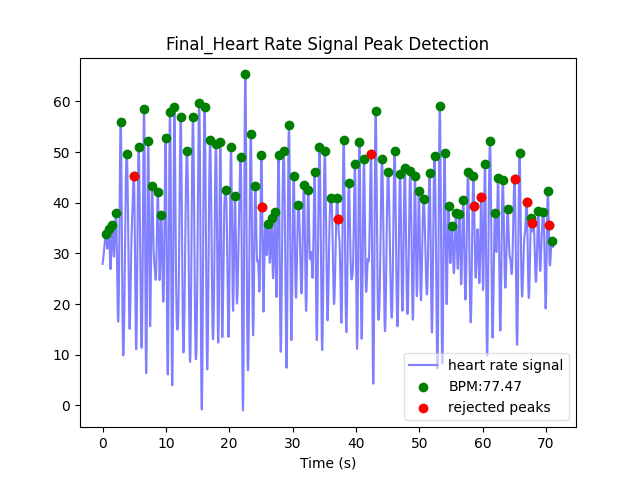 Final_Heart Rate Signal Peak Detection
60
50
40
30
20
10
0
heart rate signal
BPM:77.47
rejected peaks
0 10 20 30 40 50 60 70
Time (s)